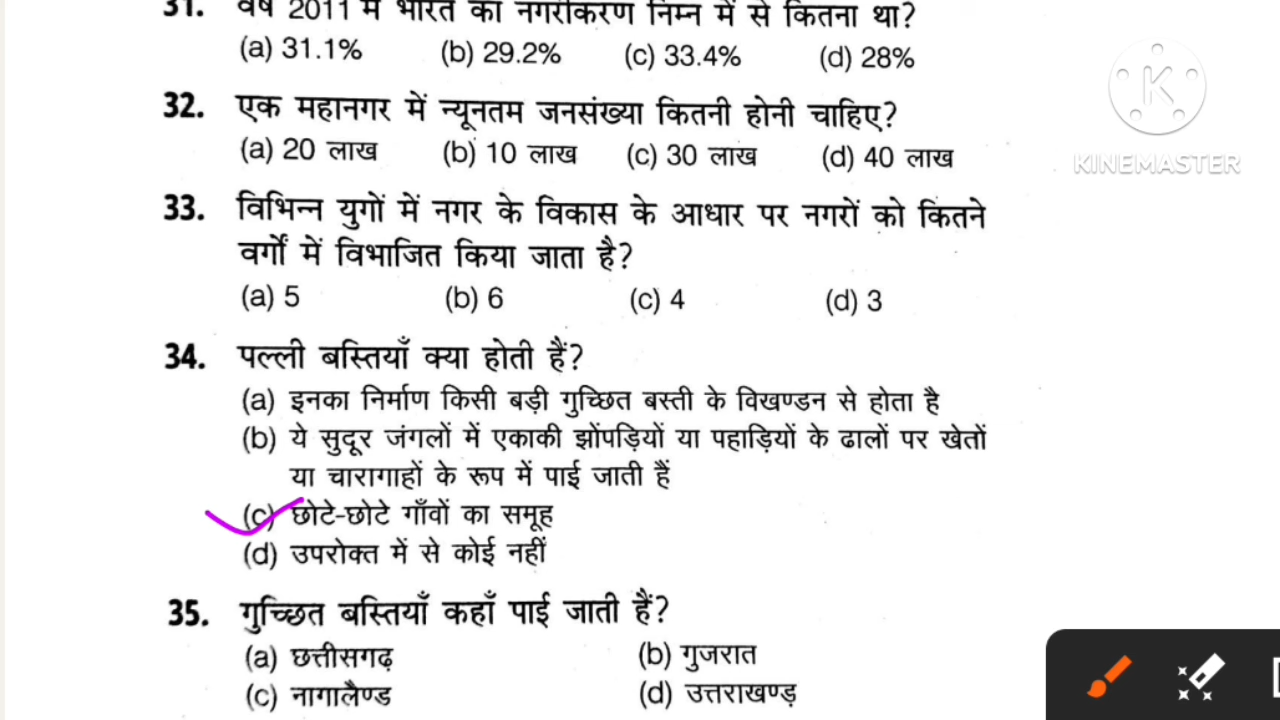 31. वर्ष 2011 में भारत का नगरीकरण निम्न में से कितना था?
(a) 31.1% (b) 29.2% (c) 33.4% (d) 28%
32. एक महानगर में न्यूनतम जनसंख्या कितनी होनी चाहिए?
(a) 20 लाख (b) 10 लाख (c) 30 लाख (d) 40 लाख
33. विभिन्न युगों में नगर के विकास के आधार पर नगरों को कितने
वर्गों में विभाजित किया जाता है?
(a) 5 (b) 6 (c) 4 (d) 3
34. पल्ली बस्तियाँ क्या होती हैं?
(a) इनका निर्माण किसी बड़ी गुच्छित बस्ती के विखण्डन से होता है
(b) ये सुदूर जंगलों में एकाकी झोंपड़ियों या पहाड़ियों के ढालों पर खेतों
या चारागाहों के रूप में पाई जाती हैं
(c) छोटे-छोटे गाँवों का समूह
(d) उपरोक्त में से कोई नहीं
35. गुच्छित बस्तियाँ कहाँ पाई जाती हैं?
(a) छत्तीसगढ़ (b) गुजरात
(c) नागालैण्ड (d) उत्तराखण्ड़
K
KINEMASTER